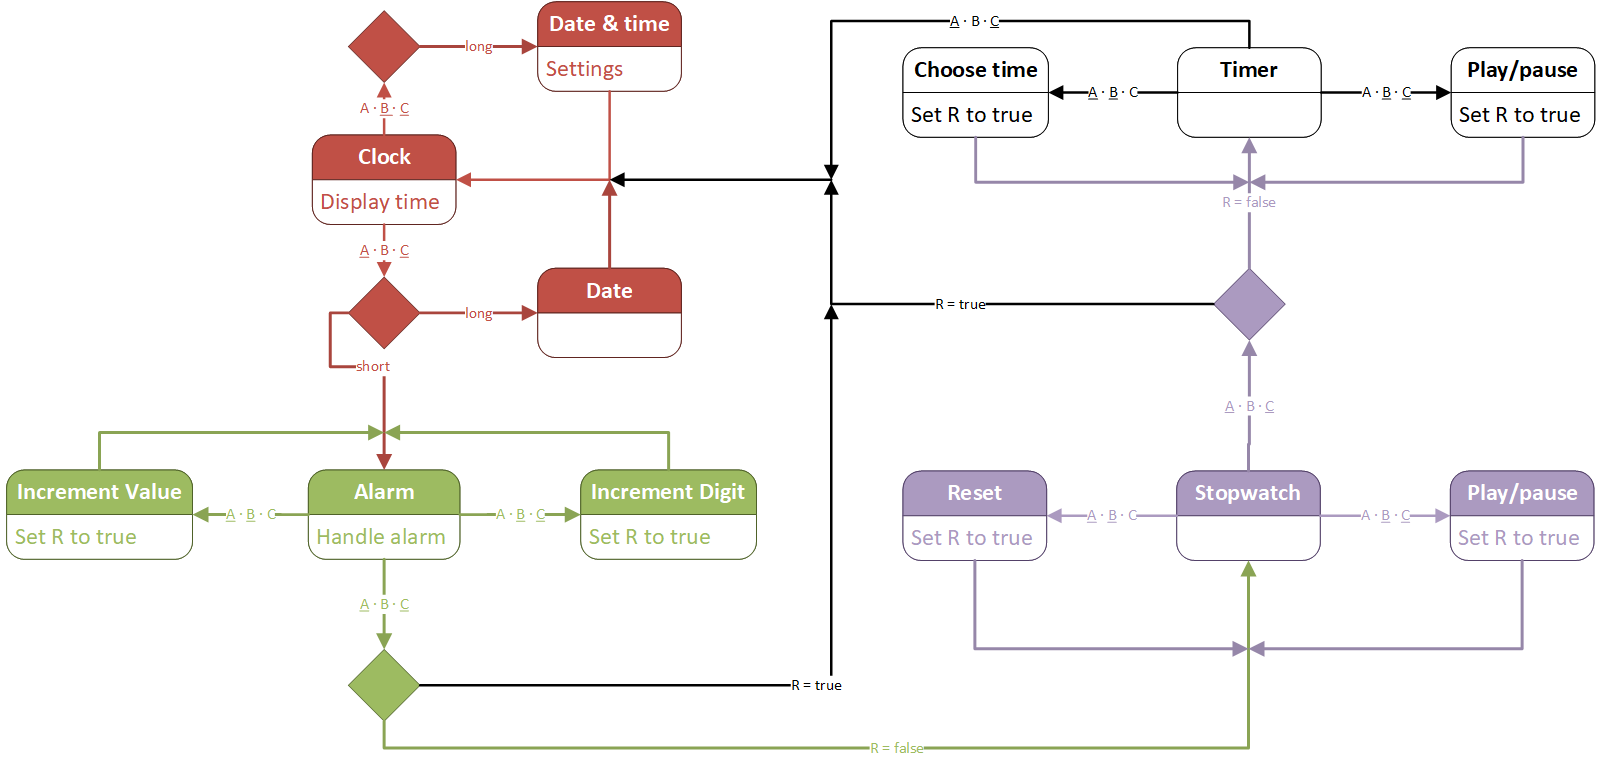 Date & time
Settings
long
A · B · C
Clock
Display time
A · B · C
long
Date
short
Increment Value
Set R to true
A · B · C
Alarm
Handle alarm
A · B · C
Increment Digit
Set R to true
A · B · C
R = true
R = false
A · B · C
Choose time
Set R to true
A · B · C
Timer
A · B · C
Play/pause
Set R to true
R = false
R = true
A · B · C
Reset
Set R to true
A · B · C
Stopwatch
A · B · C
Play/pause
Set R to true